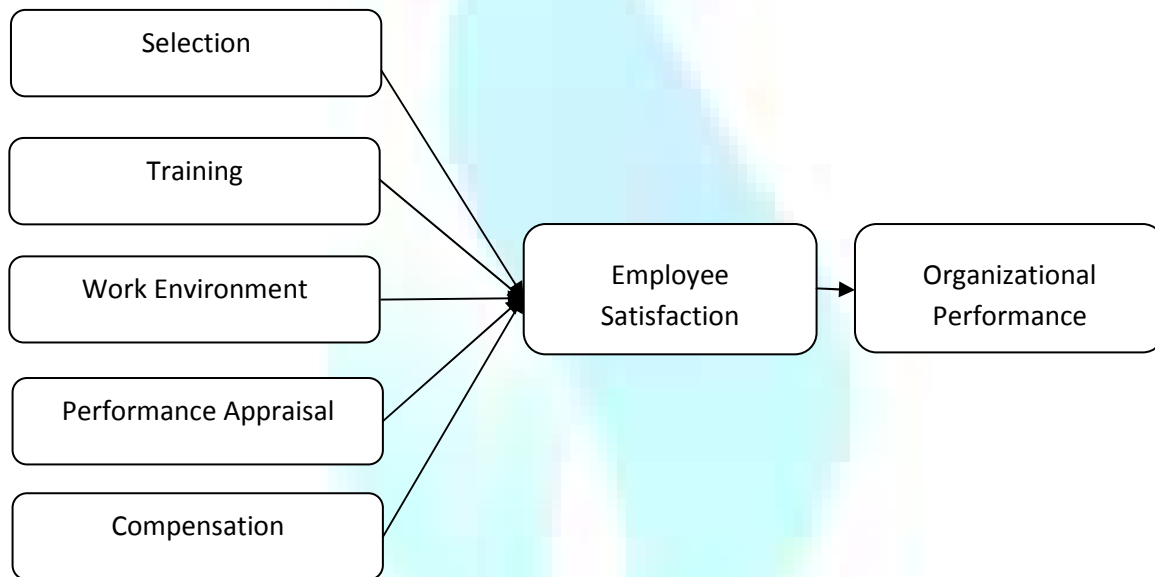 Selection
Training
Work Environment
Performance Appraisal
Compensation
Employee
Satisfaction
Organizational
Performance